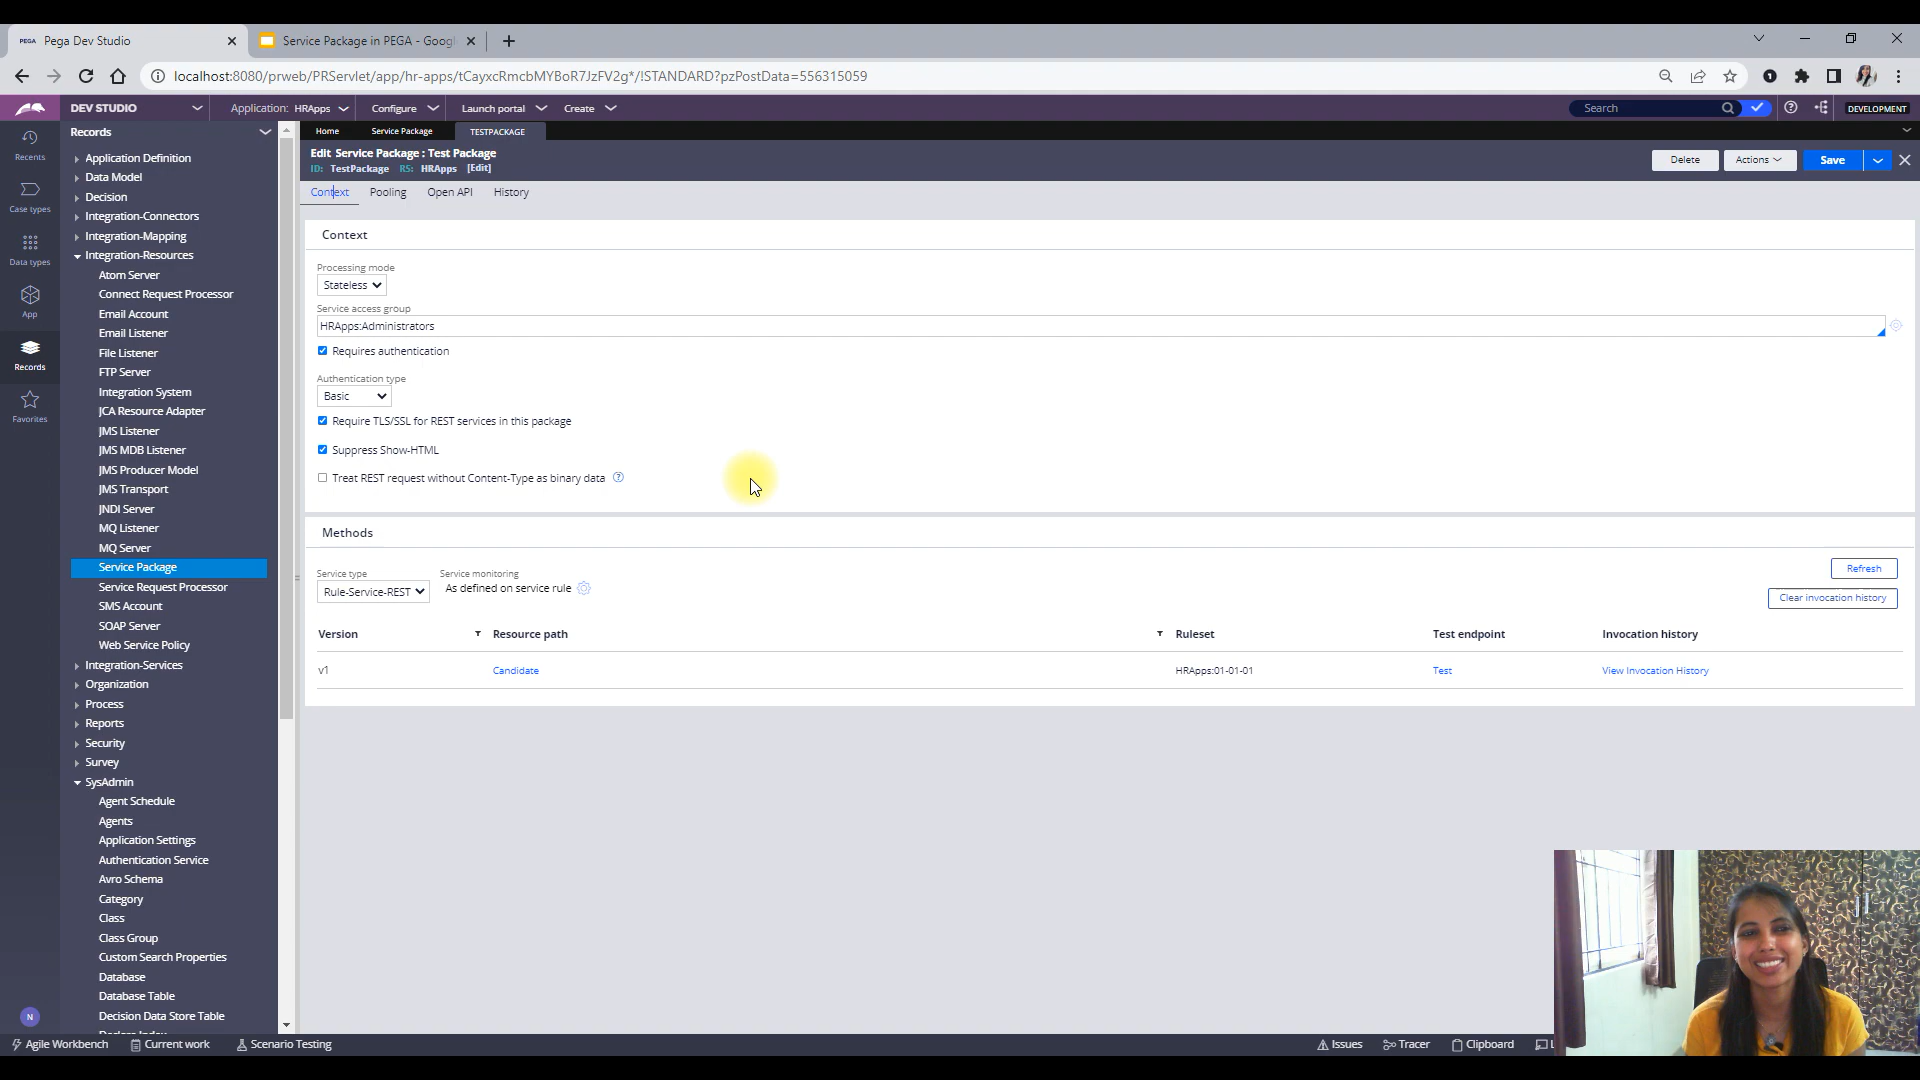 PEGA Pega Dev Studio
Service Package in PEGA - Googl
localhost:8080/prweb/PRServlet/app/hr-apps/tCayxcRmcbMYBoR7JzFV2g*/!STANDARD?pzPostData=556315059
DEV STUDIO
Application: HRApps
Configure
Launch portal
Create
Search
DEVELOPMENT
Recents
Case types
Data types
App
Records
Favorites
N
Records
Application Definition
Data Model
Decision
Integration-Connectors
Integration-Mapping
Integration-Resources
Atom Server
Connect Request Processor
Email Account
Email Listener
File Listener
FTP Server
Integration System
JCA Resource Adapter
JMS Listener
JMS MDB Listener
JMS Producer Model
JMS Transport
JNDI Server
MQ Listener
MQ Server
Service Package
Service Request Processor
SMS Account
SOAP Server
Web Service Policy
Integration-Services
Organization
Process
Reports
Security
Survey
SysAdmin
Agent Schedule
Agents
Application Settings
Authentication Service
Avro Schema
Category
Class
Class Group
Custom Search Properties
Database
Database Table
Decision Data Store Table
Home
Service Package
TESTPACKAGE
Edit Service Package : Test Package
ID: TestPackage RS: HRApps [Edit]
Delete
Actions
Save
Context
Pooling
Open API
History
Context
Processing mode
Stateless
Service access group
HRApps:Administrators
Requires authentication
Authentication type
Basic
Require TLS/SSL for REST services in this package
Suppress Show-HTML
Treat REST request without Content-Type as binary data
Methods
Service type
Rule-Service-REST
Service monitoring
As defined on service rule
Refresh
Clear invocation history
Version Resource path Ruleset Test endpoint Invocation history
v1 Candidate HRApps:01-01-01 Test View Invocation History
Agile Workbench
Current work
Scenario Testing
Issues
Tracer
Clipboard